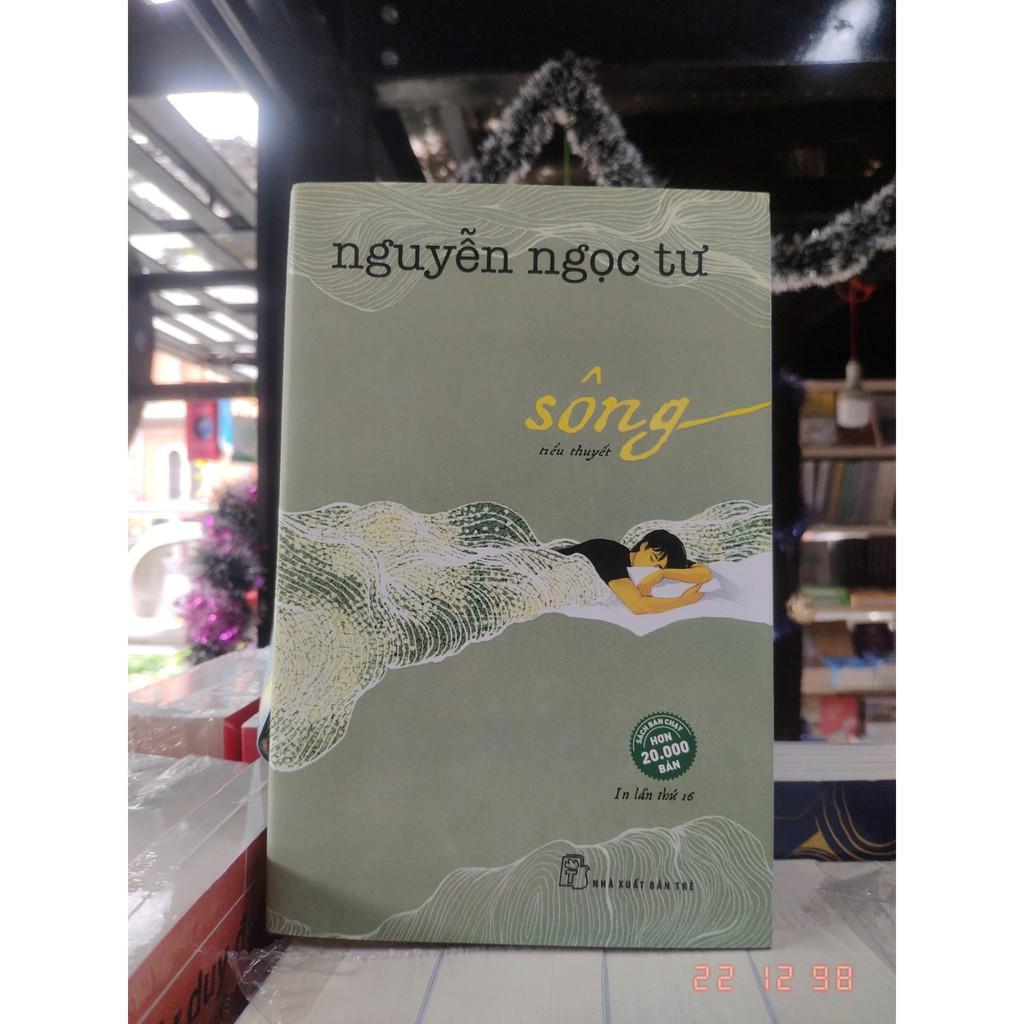 nguyễn ngọc tư
sông
tiểu thuyết
SÁCH BÁN CHẠY
HƠN
20.000
BẢN
In lần thứ 16
NHÀ XUẤT BẢN TRẺ
duy
22 12 98